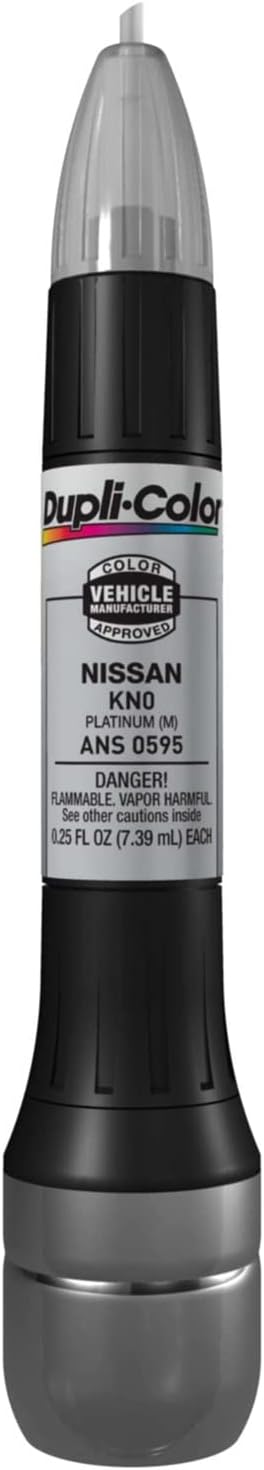 Dupli-Color
COLOR
VEHICLE
MANUFACTURER
APPROVED
NISSAN
KN0
PLATINUM (M)
ANS 0595
DANGER!
FLAMMABLE. VAPOR HARMFUL.
See other cautions inside
0.25 FL OZ (7.39 mL) EACH